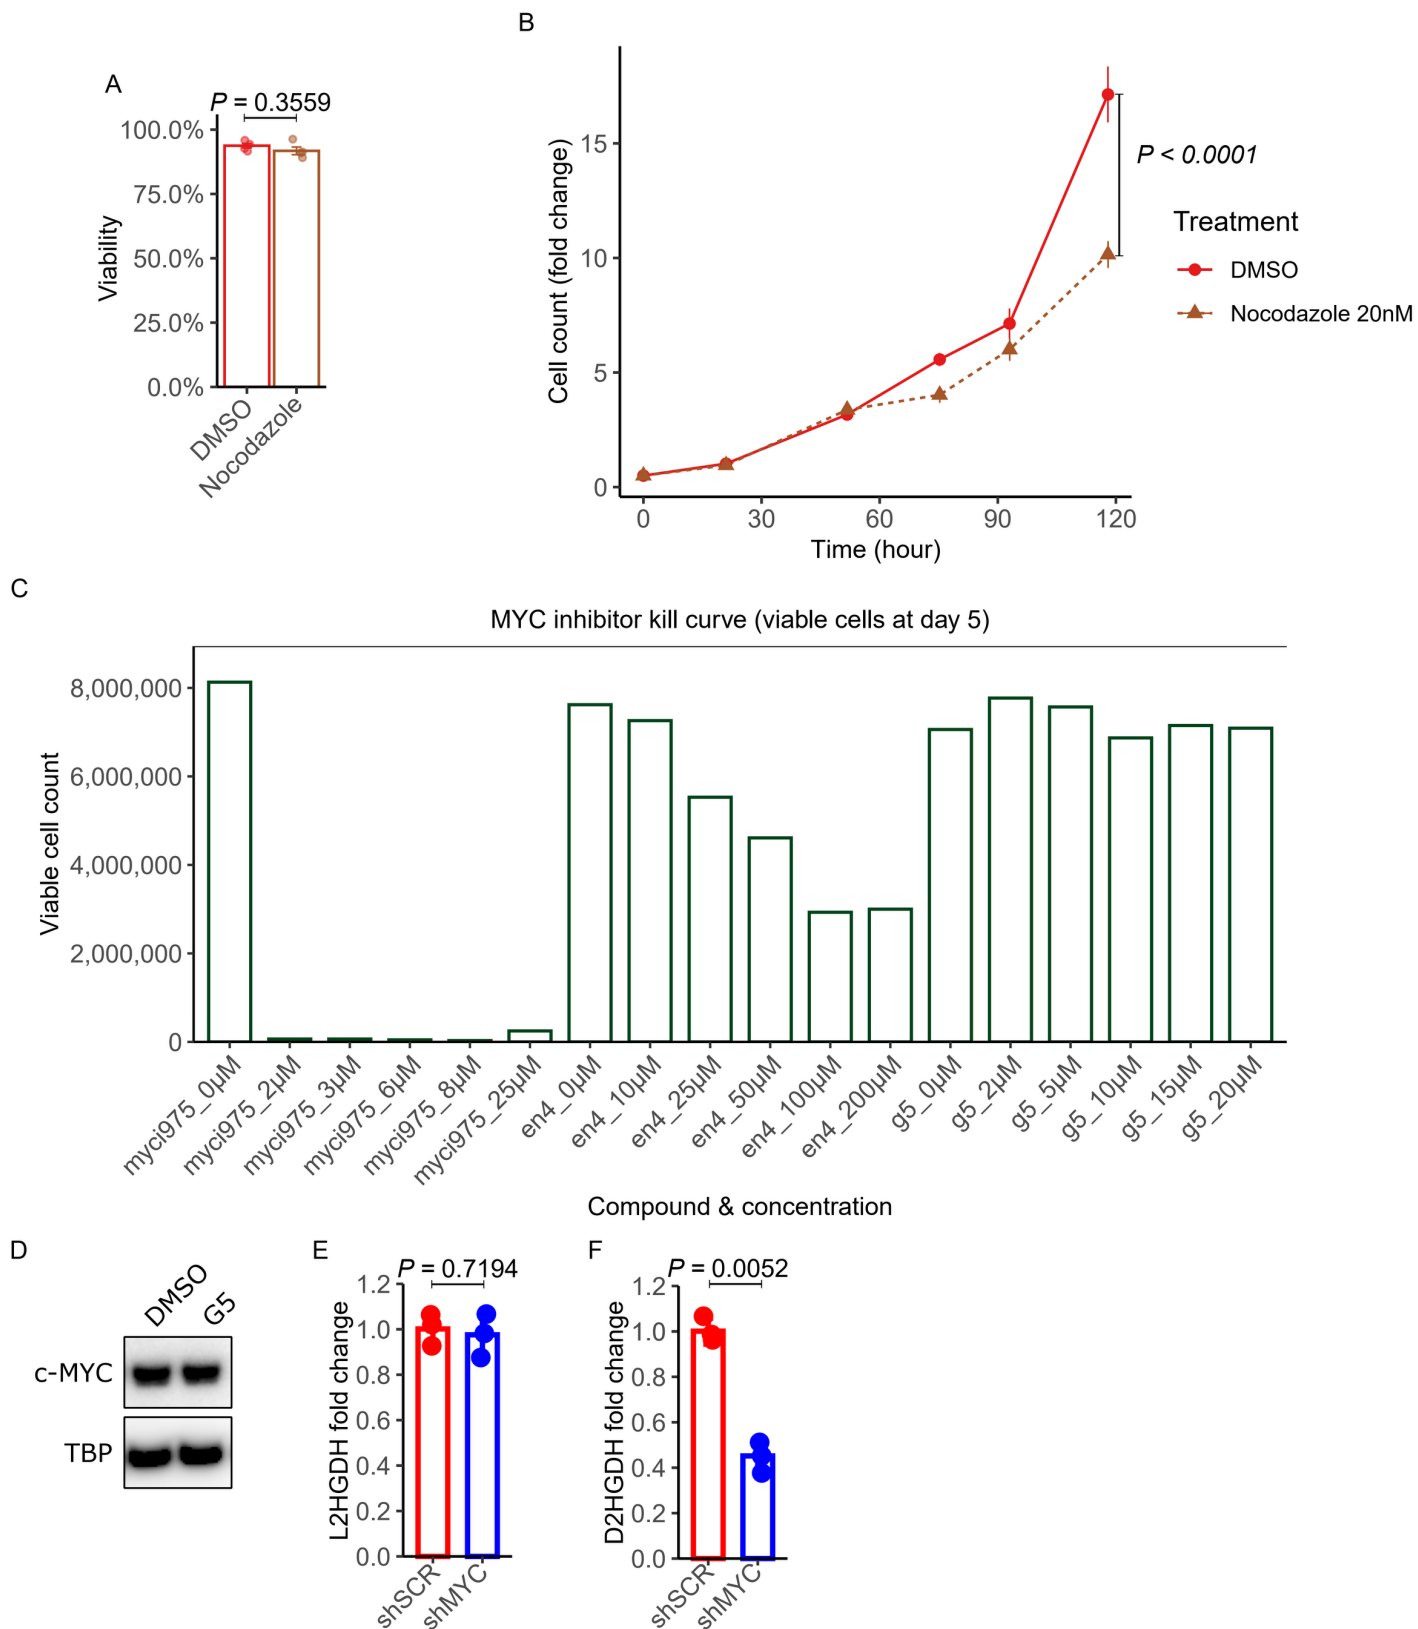 A
P = 0.3559
100.0%
75.0%
50.0%
25.0%
0.0%
Viability
DMSO
Nocodazole
B
15
10
5
0
Cell count (fold change)
0 30 60 90 120
Time (hour)
P < 0.0001
Treatment
DMSO
Nocodazole 20nM
C
MYC inhibitor kill curve (viable cells at day 5)
8,000,000
6,000,000
4,000,000
2,000,000
0
Viable cell count
myci975_0µM
myci975_2µM
myci975_3µM
myci975_6µM
myci975_8µM
myci975_25µM
en4_0µM
en4_10µM
en4_25µM
en4_50µM
en4_100µM
en4_200µM
g5_0µM
g5_2µM
g5_5µM
g5_10µM
g5_15µM
g5_20µM
Compound & concentration
D
DMSO
G5
c-MYC
TBP
E
P = 0.7194
1.2
1.0
0.8
0.6
0.4
0.2
0.0
L2HGDH fold change
shSCR
shMYC
F
P = 0.0052
1.2
1.0
0.8
0.6
0.4
0.2
0.0
D2HGDH fold change
shSCR
shMYC